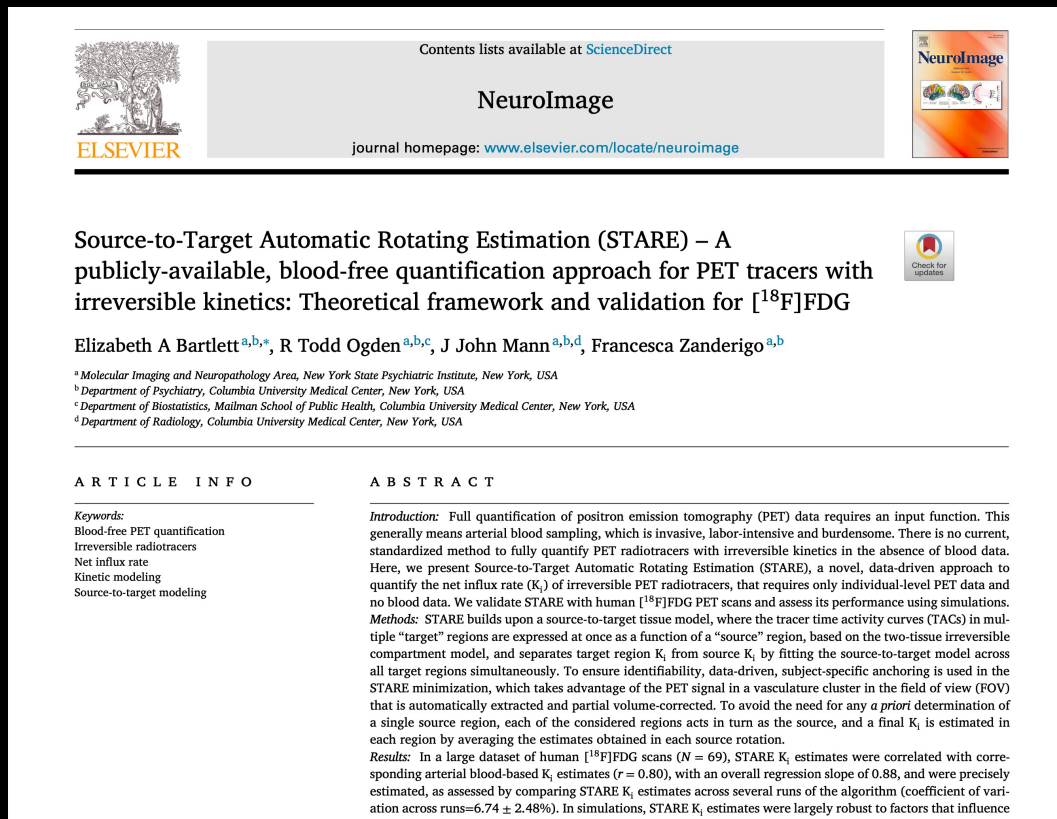 Contents lists available at ScienceDirect
NeuroImage
journal homepage: www.elsevier.com/locate/neuroimage
ELSEVIER
NeuroImage
Source-to-Target Automatic Rotating Estimation (STARE) – A
publicly-available, blood-free quantification approach for PET tracers with
irreversible kinetics: Theoretical framework and validation for [18F]FDG
Check for
updates
Elizabeth A Bartlett a,b,*, R Todd Ogden a,b,c, J John Mann a,b,d, Francesca Zanderigo a,b
a Molecular Imaging and Neuropathology Area, New York State Psychiatric Institute, New York, USA
b Department of Psychiatry, Columbia University Medical Center, New York, USA
c Department of Biostatistics, Mailman School of Public Health, Columbia University Medical Center, New York, USA
d Department of Radiology, Columbia University Medical Center, New York, USA
ARTICLE INFO
Keywords:
Blood-free PET quantification
Irreversible radiotracers
Net influx rate
Kinetic modeling
Source-to-target modeling
ABSTRACT
Introduction: Full quantification of positron emission tomography (PET) data requires an input function. This
generally means arterial blood sampling, which is invasive, labor-intensive and burdensome. There is no current,
standardized method to fully quantify PET radiotracers with irreversible kinetics in the absence of blood data.
Here, we present Source-to-Target Automatic Rotating Estimation (STARE), a novel, data-driven approach to
quantify the net influx rate (Ki) of irreversible PET radiotracers, that requires only individual-level PET data and
no blood data. We validate STARE with human [18F]FDG PET scans and assess its performance using simulations.
Methods: STARE builds upon a source-to-target tissue model, where the tracer time activity curves (TACs) in mul-
tiple “target” regions are expressed at once as a function of a “source” region, based on the two-tissue irreversible
compartment model, and separates target region Ki from source Ki by fitting the source-to-target model across
all target regions simultaneously. To ensure identifiability, data-driven, subject-specific anchoring is used in the
STARE minimization, which takes advantage of the PET signal in a vasculature cluster in the field of view (FOV)
that is automatically extracted and partial volume-corrected. To avoid the need for any a priori determination of
a single source region, each of the considered regions acts in turn as the source, and a final Ki is estimated in
each region by averaging the estimates obtained in each source rotation.
Results: In a large dataset of human [18F]FDG scans (N = 69), STARE Ki estimates were correlated with corre-
sponding arterial blood-based Ki estimates (r = 0.80), with an overall regression slope of 0.88, and were precisely
estimated, as assessed by comparing STARE Ki estimates across several runs of the algorithm (coefficient of vari-
ation across runs=6.74 ± 2.48%). In simulations, STARE Ki estimates were largely robust to factors that influence